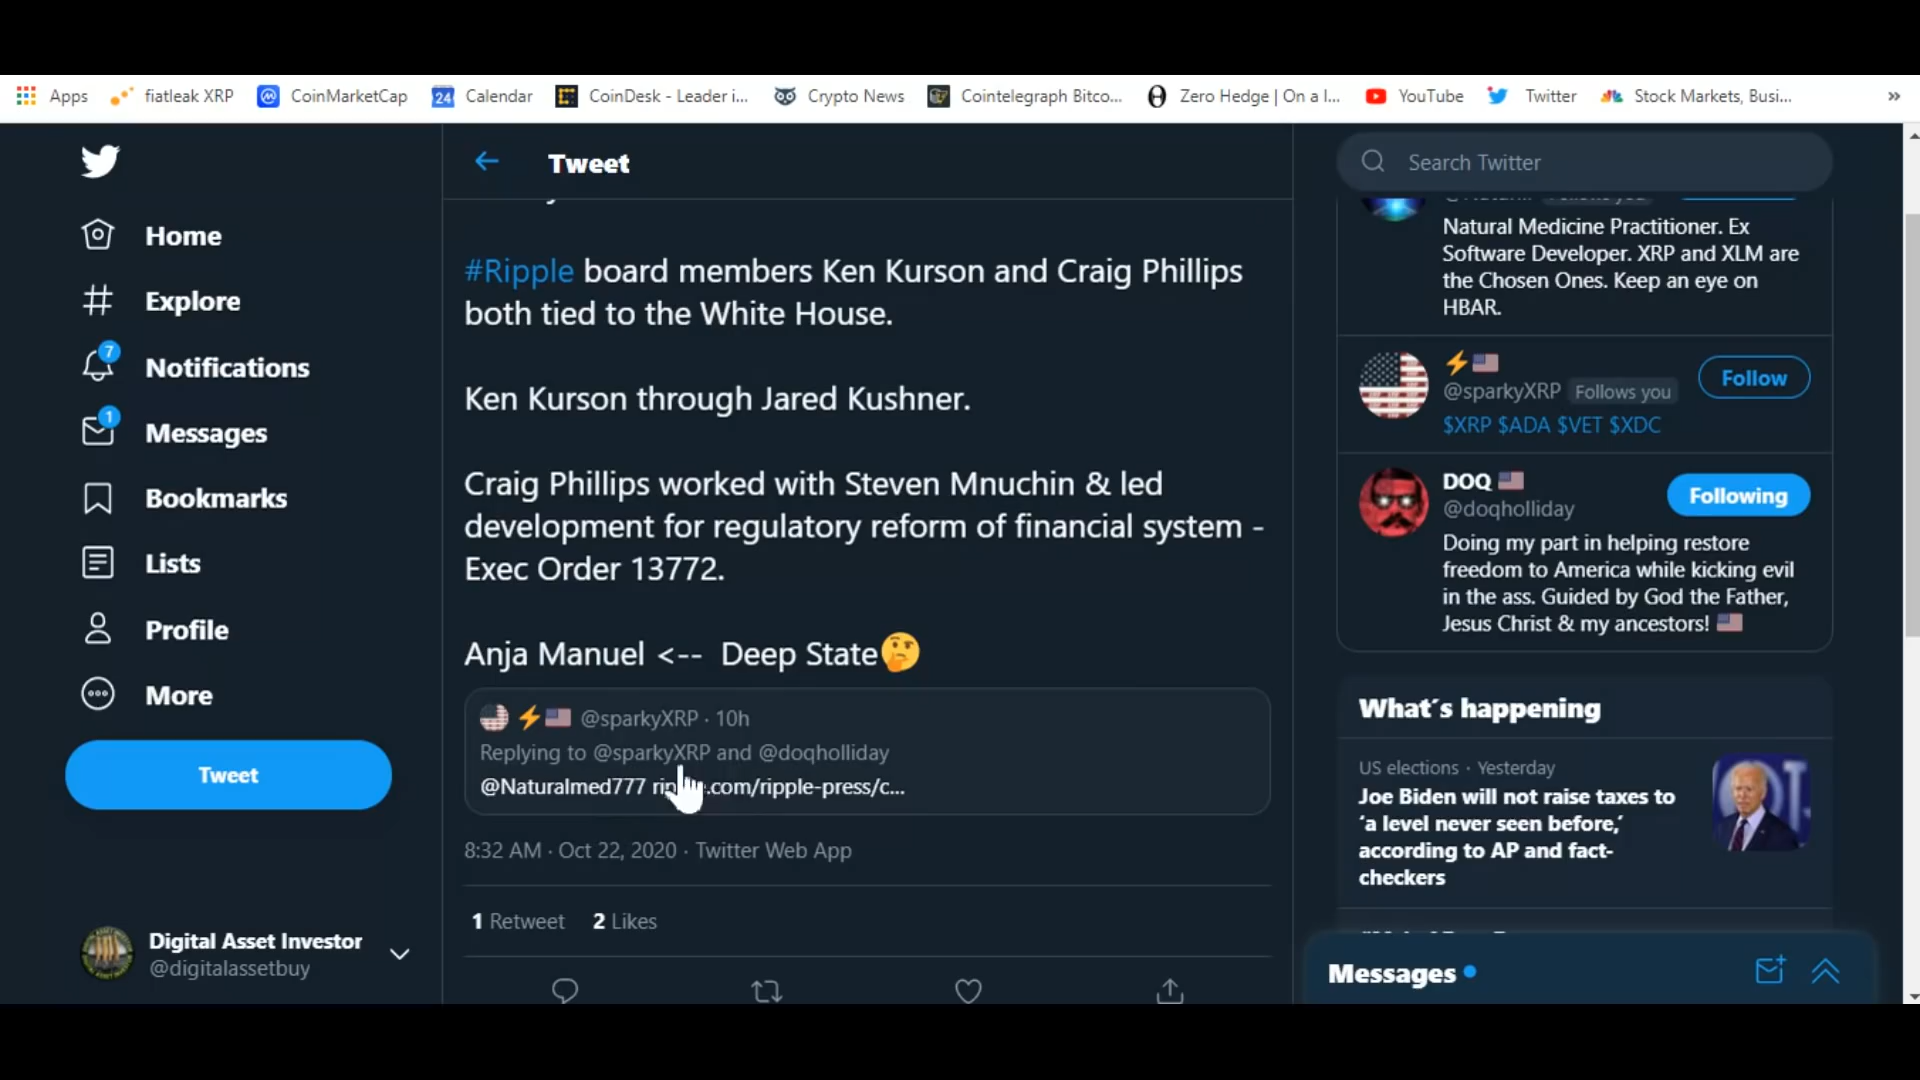 Apps fiatleak XRP CoinMarketCap 24 Calendar CoinDesk - Leader i... Crypto News Cointelegraph Bitco... Zero Hedge | On a l... YouTube Twitter Stock Markets, Busi... »
Home
Explore
7
Notifications
1
Messages
Bookmarks
Lists
Profile
More
Tweet
Digital Asset Investor
@digitalassetbuy
← Tweet
#Ripple board members Ken Kurson and Craig Phillips
both tied to the White House.
Ken Kurson through Jared Kushner.
Craig Phillips worked with Steven Mnuchin & led
development for regulatory reform of financial system -
Exec Order 13772.
Anja Manuel <-- Deep State🤔
⚡🇺🇸 @sparkyXRP · 10h
Replying to @sparkyXRP and @doqholliday
@Naturalmed777 .com/ripple-press/c...
8:32 AM · Oct 22, 2020 · Twitter Web App
1 Retweet 2 Likes
Search Twitter
Natural Medicine Practitioner. Ex
Software Developer. XRP and XLM are
the Chosen Ones. Keep an eye on
HBAR.
⚡🇺🇸
@sparkyXRP Follows you
Follow
$XRP $ADA $VET $XDC
DOQ 🇺🇸
@doqholliday
Following
Doing my part in helping restore
freedom to America while kicking evil
in the ass. Guided by God the Father,
Jesus Christ & my ancestors! 🇺🇸
What's happening
US elections · Yesterday
Joe Biden will not raise taxes to
'a level never seen before,'
according to AP and fact-
checkers
Messages